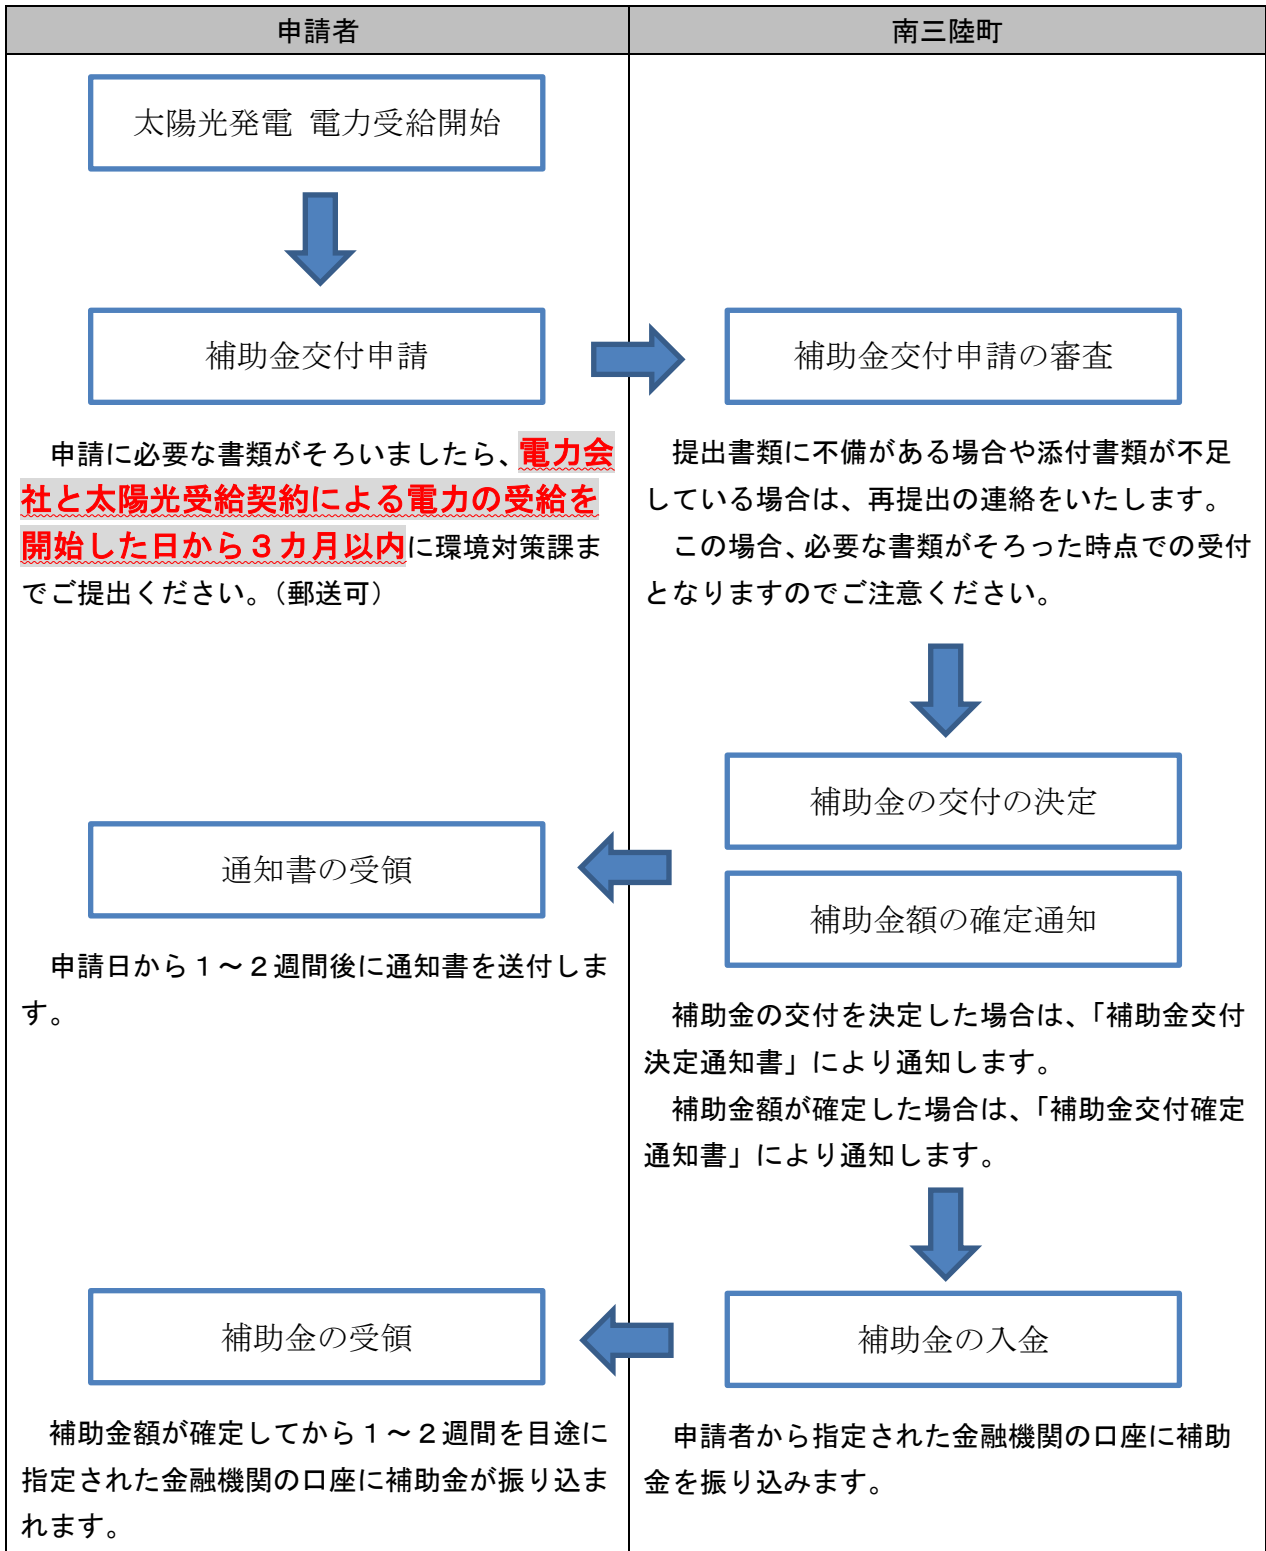 申請者
南三陸町
太陽光発電 電力受給開始
補助金交付申請
補助金交付申請の審査
申請に必要な書類がそろいましたら、電力会
社と太陽光受給契約による電力の受給を
開始した日から３カ月以内に環境対策課ま
でご提出ください。（郵送可）
提出書類に不備がある場合や添付書類が不足
している場合は、再提出の連絡をいたします。
この場合、必要な書類がそろった時点での受付
となりますのでご注意ください。
補助金の交付の決定
通知書の受領
補助金額の確定通知
申請日から１～２週間後に通知書を送付しま
す。
補助金の交付を決定した場合は、「補助金交付
決定通知書」により通知します。
補助金額が確定した場合は、「補助金交付確定
通知書」により通知します。
補助金の受領
補助金の入金
補助金額が確定してから１～２週間を目途に
指定された金融機関の口座に補助金が振り込ま
れます。
申請者から指定された金融機関の口座に補助
金を振り込みます。